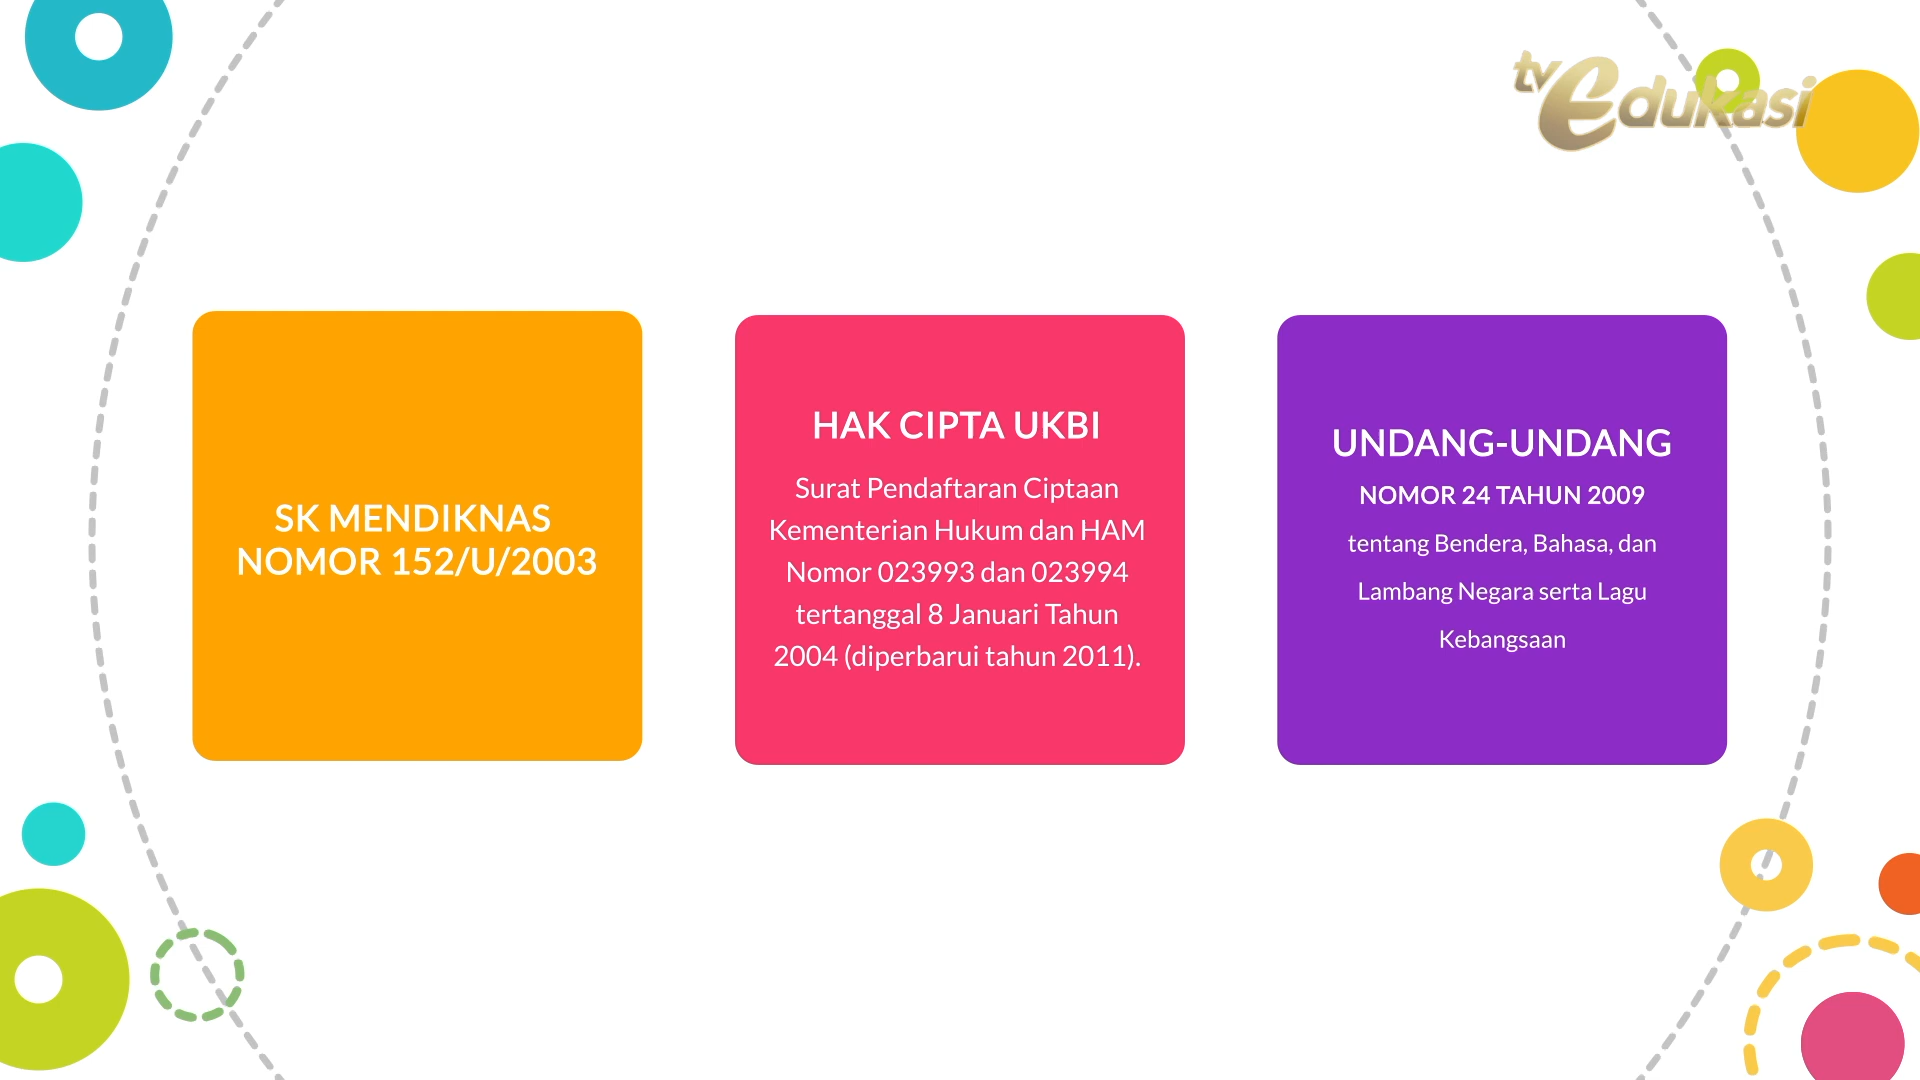 tv edukasi
SK MENDIKNAS
NOMOR 152/U/2003
HAK CIPTA UKBI
Surat Pendaftaran Ciptaan
Kementerian Hukum dan HAM
Nomor 023993 dan 023994
tertanggal 8 Januari Tahun
2004 (diperbarui tahun 2011).
UNDANG-UNDANG
NOMOR 24 TAHUN 2009
tentang Bendera, Bahasa, dan
Lambang Negara serta Lagu
Kebangsaan